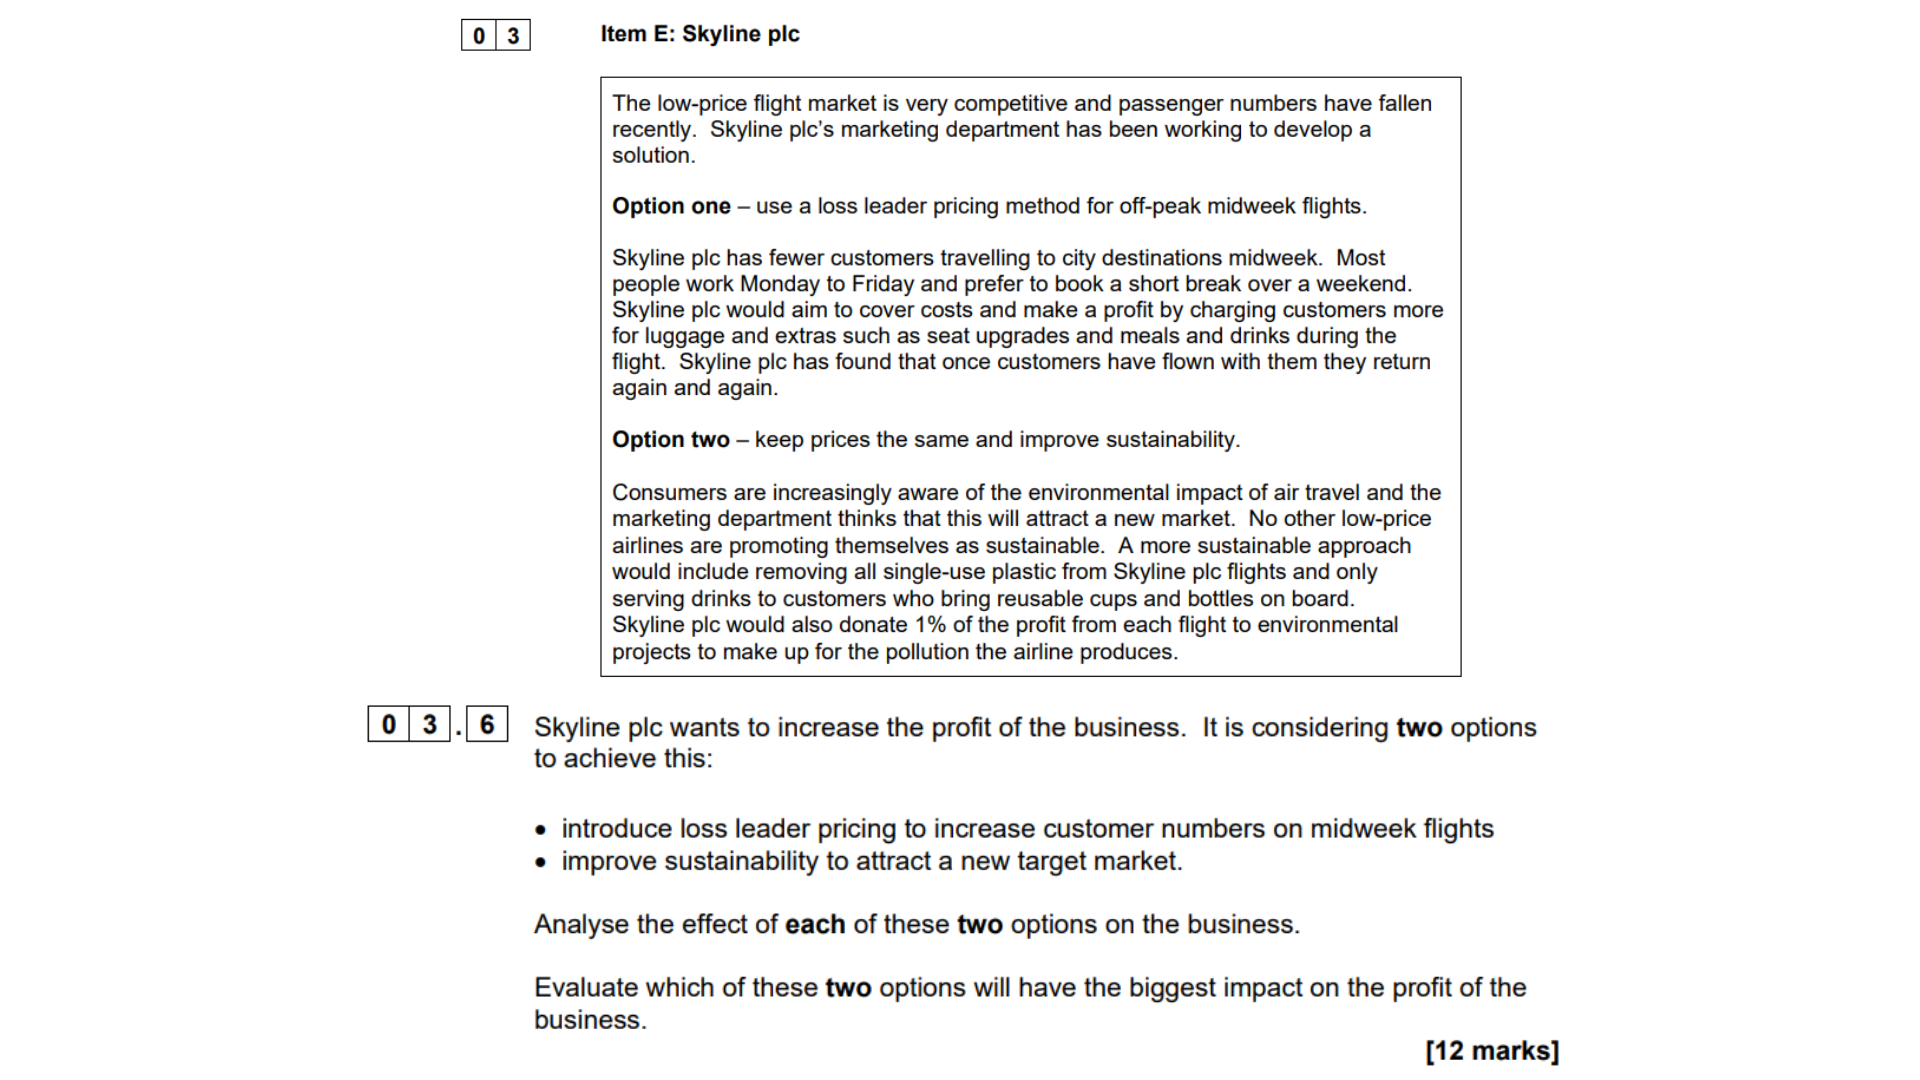 0 3 Item E: Skyline plc
The low-price flight market is very competitive and passenger numbers have fallen
recently. Skyline plc's marketing department has been working to develop a
solution.
Option one – use a loss leader pricing method for off-peak midweek flights.
Skyline plc has fewer customers travelling to city destinations midweek. Most
people work Monday to Friday and prefer to book a short break over a weekend.
Skyline plc would aim to cover costs and make a profit by charging customers more
for luggage and extras such as seat upgrades and meals and drinks during the
flight. Skyline plc has found that once customers have flown with them they return
again and again.
Option two – keep prices the same and improve sustainability.
Consumers are increasingly aware of the environmental impact of air travel and the
marketing department thinks that this will attract a new market. No other low-price
airlines are promoting themselves as sustainable. A more sustainable approach
would include removing all single-use plastic from Skyline plc flights and only
serving drinks to customers who bring reusable cups and bottles on board.
Skyline plc would also donate 1% of the profit from each flight to environmental
projects to make up for the pollution the airline produces.
0 3 . 6 Skyline plc wants to increase the profit of the business. It is considering two options
to achieve this:
• introduce loss leader pricing to increase customer numbers on midweek flights
• improve sustainability to attract a new target market.
Analyse the effect of each of these two options on the business.
Evaluate which of these two options will have the biggest impact on the profit of the
business.
[12 marks]